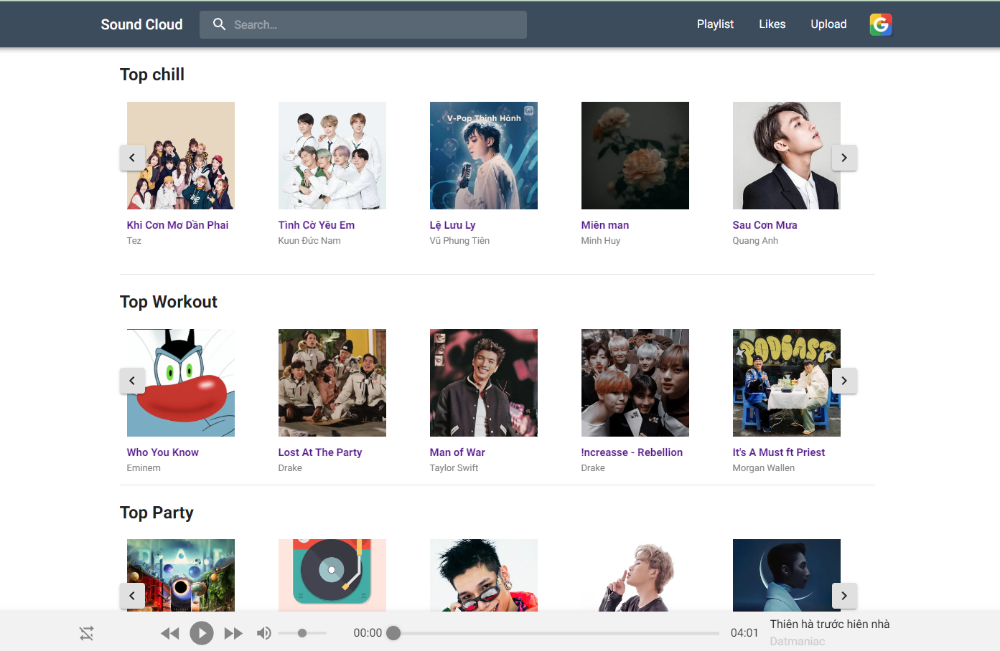 Sound Cloud
Search...
Playlist
Likes
Upload
Top chill
V-Pop Thịnh Hành
Khi Cơn Mơ Dần Phai
Tez
Tình Cờ Yêu Em
Kuun Đức Nam
Lệ Lưu Ly
Vũ Phung Tiên
Miên man
Minh Huy
Sau Cơn Mưa
Quang Anh
Top Workout
PODCAST
Who You Know
Eminem
Lost At The Party
Drake
Man of War
Taylor Swift
!ncreasse - Rebellion
Drake
It's A Must ft Priest
Morgan Wallen
Top Party
00:00
04:01
Thiên hà trước hiên nhà
Datmaniac